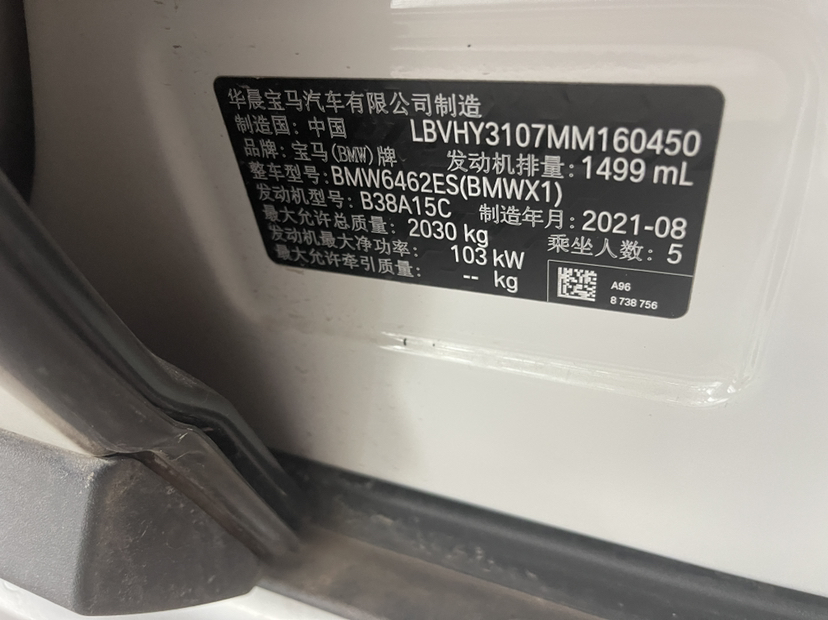 华晨宝马汽车有限公司制造
制造国: 中国 LBVHY3107MM160450
品牌: 宝马(BMW)牌 发动机排量: 1499 mL
整车型号: BMW6462ES(BMWX1)
发动机型号: B38A15C 制造年月: 2021-08
最大允许总质量: 2030 kg 乘坐人数: 5
发动机最大净功率: 103 kW
最大允许牵引质量: -- kg
A96
8 738 756